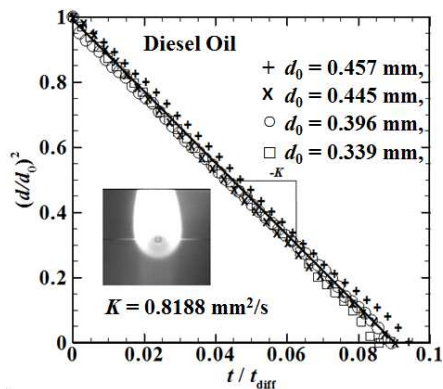 1.0
Diesel Oil
+ d₀ = 0.457 mm,
x d₀ = 0.445 mm,
○ d₀ = 0.396 mm,
□ d₀ = 0.339 mm,
0.8
0.6
(d/d₀)²
-K
0.4
0.2
K = 0.8188 mm²/s
0
0 0.02 0.04 0.06 0.08 0.1
t / t_diff